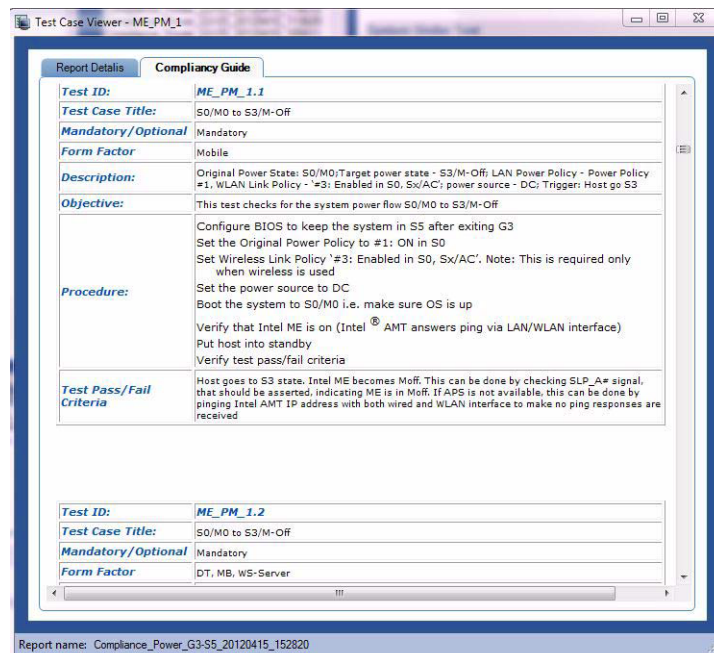 Test Case Viewer - ME_PM_1
Report Detalis
Compliancy Guide
Test ID: ME_PM_1.1
Test Case Title: S0/M0 to S3/M-Off
Mandatory/Optional Mandatory
Form Factor Mobile
Description: Original Power State: S0/M0;Target power state - S3/M-Off; LAN Power Policy - Power Policy
#1, WLAN Link Policy - '#3: Enabled in S0, Sx/AC'; power source - DC; Trigger: Host go S3
Objective: This test checks for the system power flow S0/M0 to S3/M-Off
Procedure:
Configure BIOS to keep the system in S5 after exiting G3
Set the Original Power Policy to #1: ON in S0
Set Wireless Link Policy '#3: Enabled in S0, Sx/AC'. Note: This is required only
when wireless is used
Set the power source to DC
Boot the system to S0/M0 i.e. make sure OS is up
Verify that Intel ME is on (Intel ® AMT answers ping via LAN/WLAN interface)
Put host into standby
Verify test pass/fail criteria
Test Pass/Fail
Criteria
Host goes to S3 state. Intel ME becomes Moff. This can be done by checking SLP_A# signal,
that should be asserted, indicating ME is in Moff. If APS is not available, this can be done by
pinging Intel AMT IP address with both wired and WLAN interface to make no ping responses are
received
Test ID: ME_PM_1.2
Test Case Title: S0/M0 to S3/M-Off
Mandatory/Optional Mandatory
Form Factor DT, MB, WS-Server
Report name: Compliance_Power_G3-S5_20120415_152820